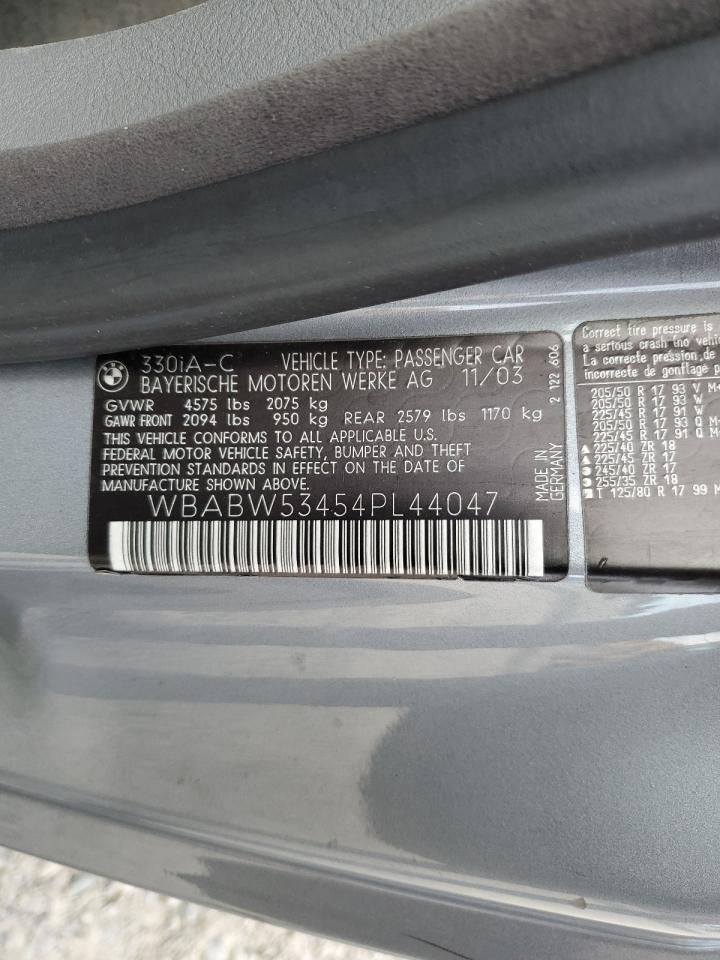 330iA-C VEHICLE TYPE: PASSENGER CAR
BAYERISCHE MOTOREN WERKE AG 11/03
GVWR 4575 lbs 2075 kg
GAWR FRONT 2094 lbs 950 kg REAR 2579 lbs 1170 kg
THIS VEHICLE CONFORMS TO ALL APPLICABLE U.S.
FEDERAL MOTOR VEHICLE SAFETY, BUMPER AND THEFT
PREVENTION STANDARDS IN EFFECT ON THE DATE OF
MANUFACTURE SHOWN ABOVE.
WBABW53454PL44047
MADE IN
GERMANY
2 122 606
Correct tire pressure is
a serious crash (no vehi
La correcte pression de
incorrecte de gonflage p
205/50 R 17 93 V M+
205/50 R 17 93 W
225/45 R 17 91 W
205/50 R 17 93 Q M+
225/45 R 17 91 Q M+
225/40 ZR 18
225/45 ZR 17
245/40 ZR 17
255/35 ZR 18
T 125/80 R 17 99 M